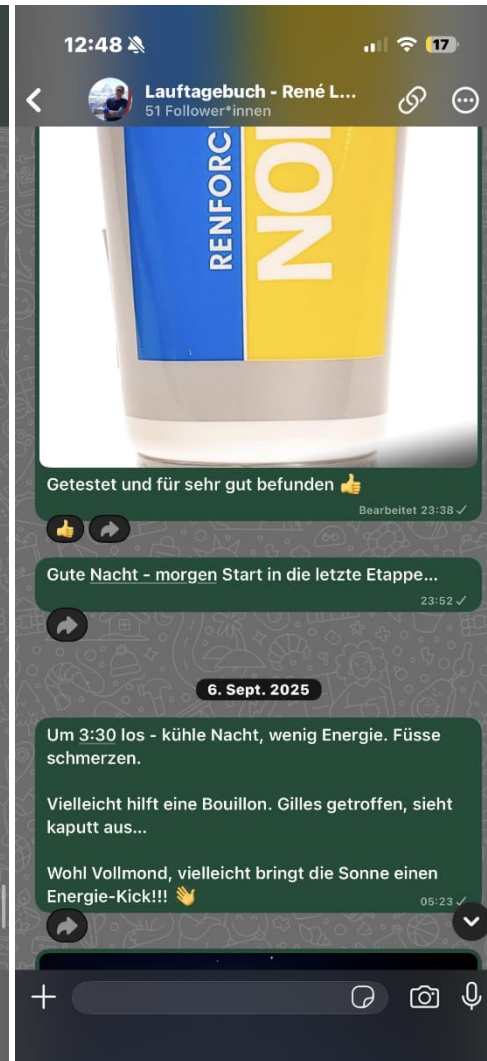 12:48
17
Lauftagebuch - René L...
51 Follower*innen
RENFORC
NOI
Getestet und für sehr gut befunden 👍
Bearbeitet 23:38 ✓
👍
Gute Nacht - morgen Start in die letzte Etappe...
23:52 ✓
6. Sept. 2025
Um 3:30 los - kühle Nacht, wenig Energie. Füsse
schmerzen.
Vielleicht hilft eine Bouillon. Gilles getroffen, sieht
kaputt aus...
Wohl Vollmond, vielleicht bringt die Sonne einen
Energie-Kick!!! 👋
05:23 ✓